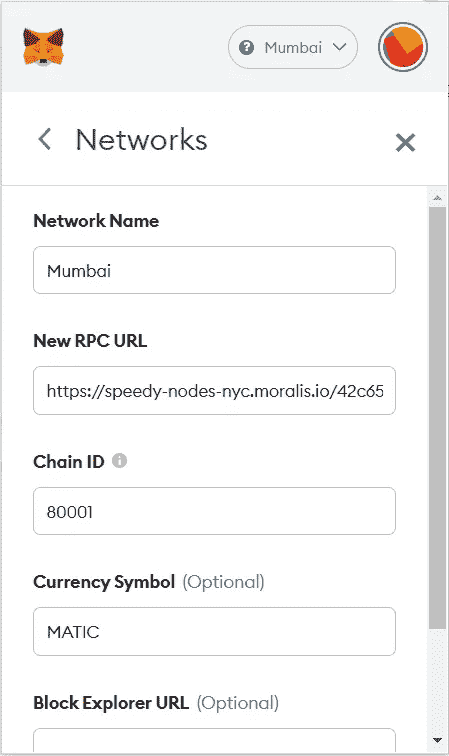 Mumbai
Networks
Network Name
Mumbai
New RPC URL
https://speedy-nodes-nyc.moralis.io/42c65
Chain ID
80001
Currency Symbol (Optional)
MATIC
Block Explorer URL (Optional)